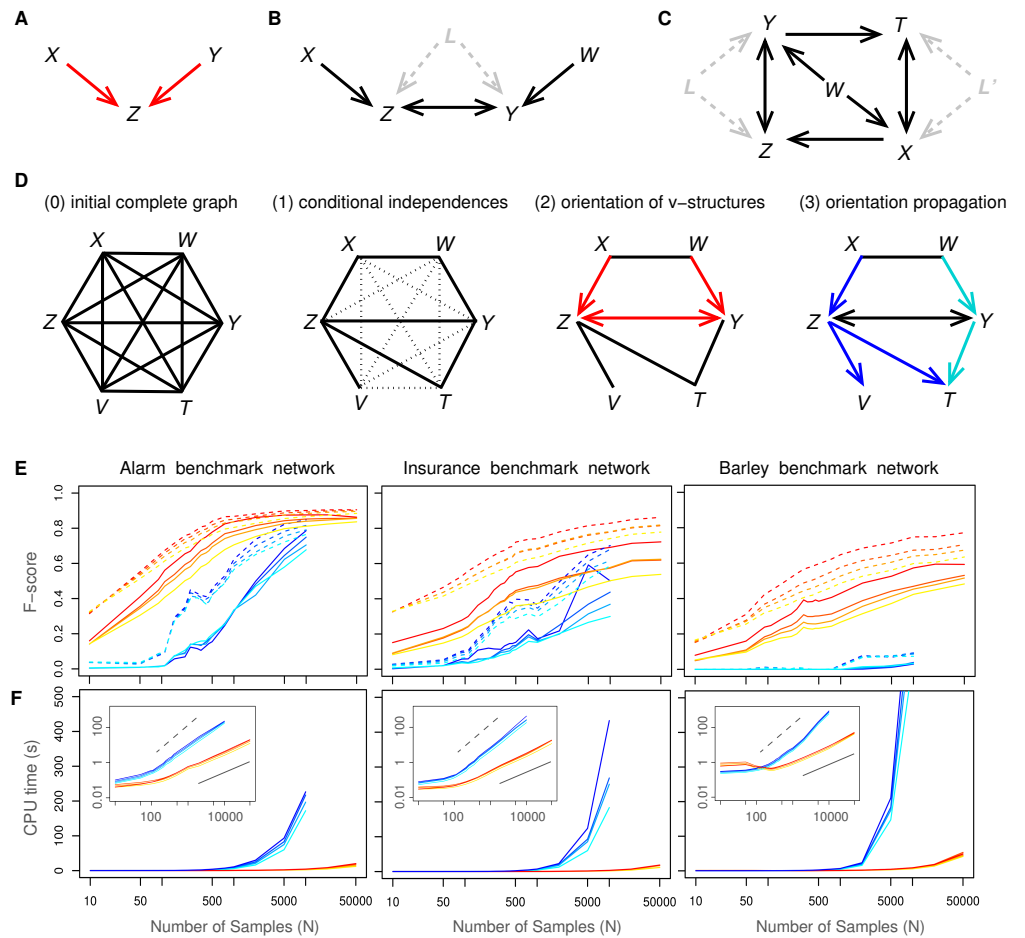 A
B
C
X
Y
Z
X
L
W
Z
Y
Y
T
L
W
L'
Z
X
D
(0) initial complete graph
(1) conditional independences
(2) orientation of v−structures
(3) orientation propagation
X W
Z Y
V T
X W
Z Y
T
X W
Z Y
V T
X W
Z Y
V T
E
Alarm benchmark network
Insurance benchmark network
Barley benchmark network
F−score
1.0
0.8
0.6
0.4
0.2
0.0
F
CPU time (s)
500
400
300
200
100
0
100
1
0.01
100 10000
100
1
0.01
100 10000
100
1
0.01
100 10000
10 50 500 5000 50000
10 50 500 5000 50000
10 50 500 5000 50000
Number of Samples (N)
Number of Samples (N)
Number of Samples (N)